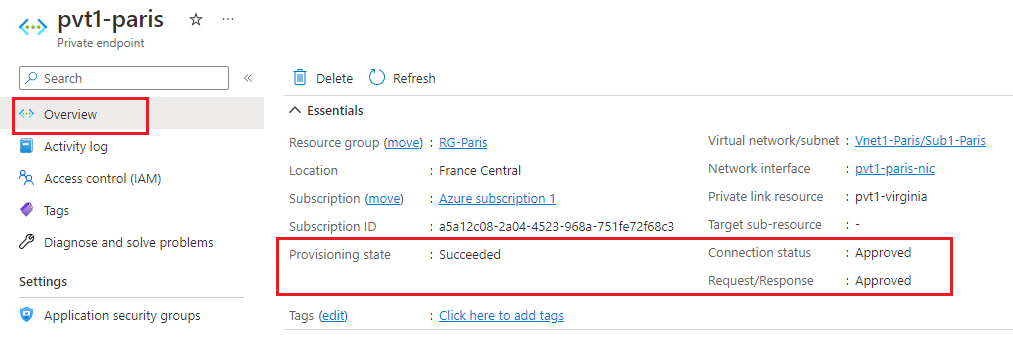 pvt1-paris ☆ ···
Private endpoint
Search «
Overview
Activity log
Access control (IAM)
Tags
Diagnose and solve problems
Settings
Application security groups
Delete Refresh
Essentials
Resource group (move) : RG-Paris
Location : France Central
Subscription (move) : Azure subscription 1
Subscription ID : a5a12c08-2a04-4523-968a-751fe72f68c3
Provisioning state : Succeeded
Virtual network/subnet : Vnet1-Paris/Sub1-Paris
Network interface : pvt1-paris-nic
Private link resource : pvt1-virginia
Target sub-resource : -
Connection status : Approved
Request/Response : Approved
Tags (edit) : Click here to add tags